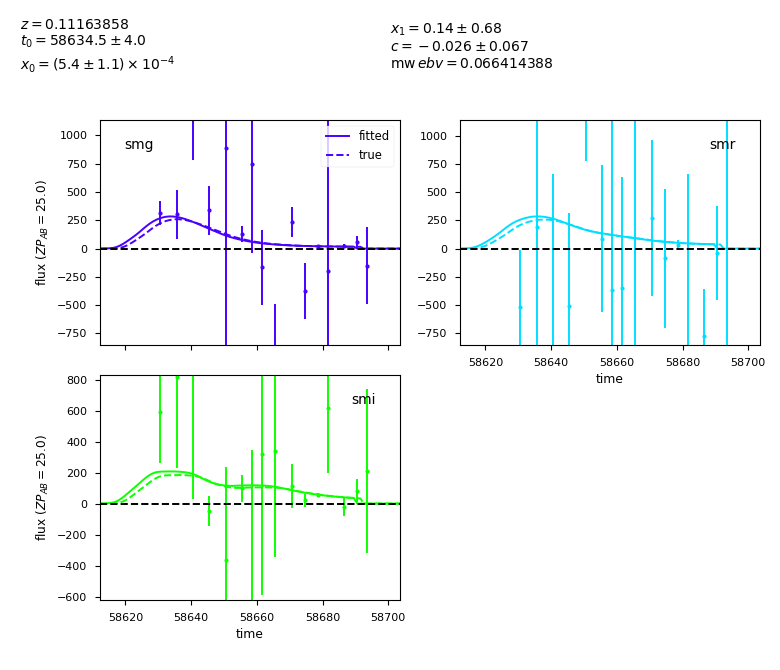 z = 0.11163858
t₀ = 58634.5 ± 4.0
x₀ = (5.4 ± 1.1) × 10⁻⁴
x₁ = 0.14 ± 0.68
c = −0.026 ± 0.067
mw ebv = 0.066414388
smg
fitted
true
1000
750
500
250
0
−250
−500
−750
flux (ZP_AB = 25.0)
smr
1000
750
500
250
0
−250
−500
−750
58620 58640 58660 58680 58700
time
smi
800
600
400
200
0
−200
−400
−600
flux (ZP_AB = 25.0)
58620 58640 58660 58680 58700
time